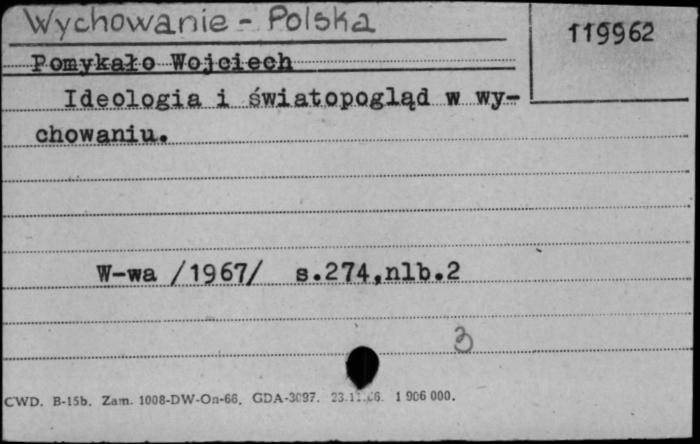 Wychowanie - Polska
119962
Pomykało Wojciech
Ideologia i światopogląd w wy-
chowaniu.
W-wa /1967/ s.274,nlb.2
3
CWD. B-15b. Zam. 1008-DW-On-66. GDA-3097. 1 906 000.